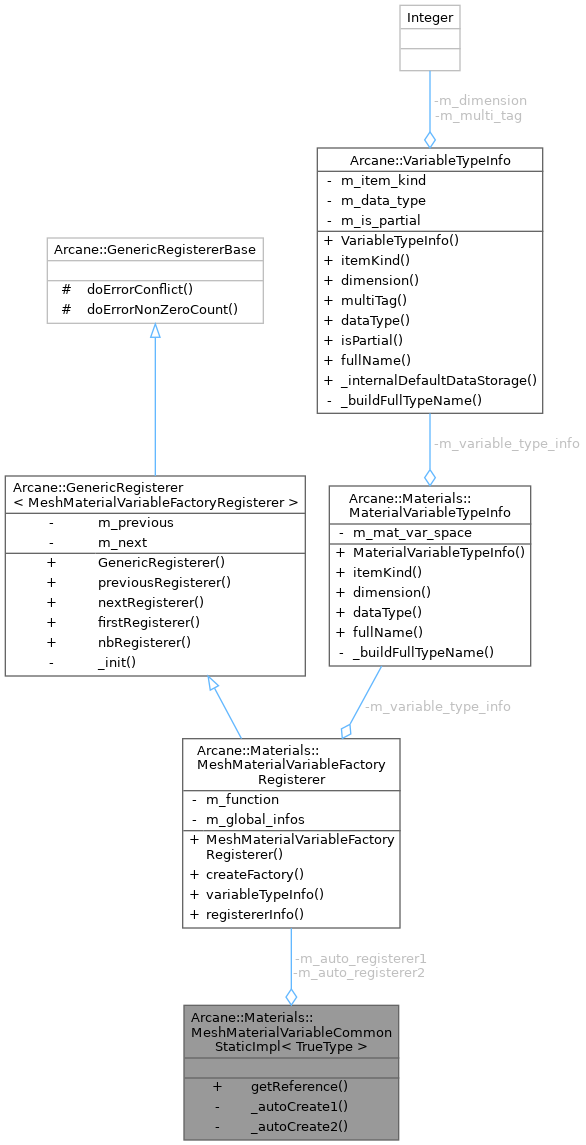 Integer
-m_dimension
-m_multi_tag
Arcane::VariableTypeInfo
- m_item_kind
- m_data_type
- m_is_partial
+ VariableTypeInfo()
+ itemKind()
+ dimension()
+ multiTag()
+ dataType()
+ isPartial()
+ fullName()
+ _internalDefaultDataStorage()
- _buildFullTypeName()
Arcane::GenericRegistererBase
# doErrorConflict()
# doErrorNonZeroCount()
-m_variable_type_info
Arcane::GenericRegisterer
< MeshMaterialVariableFactoryRegisterer >
- m_previous
- m_next
+ GenericRegisterer()
+ previousRegisterer()
+ nextRegisterer()
+ firstRegisterer()
+ nbRegisterer()
- _init()
Arcane::Materials::
MaterialVariableTypeInfo
- m_mat_var_space
+ MaterialVariableTypeInfo()
+ itemKind()
+ dimension()
+ dataType()
+ fullName()
- _buildFullTypeName()
-m_variable_type_info
Arcane::Materials::
MeshMaterialVariableFactory
Registerer
- m_function
- m_global_infos
+ MeshMaterialVariableFactory
Registerer()
+ createFactory()
+ variableTypeInfo()
+ registererInfo()
-m_auto_registerer1
-m_auto_registerer2
Arcane::Materials::
MeshMaterialVariableCommon
StaticImpl< TrueType >
+ getReference()
- _autoCreate1()
- _autoCreate2()